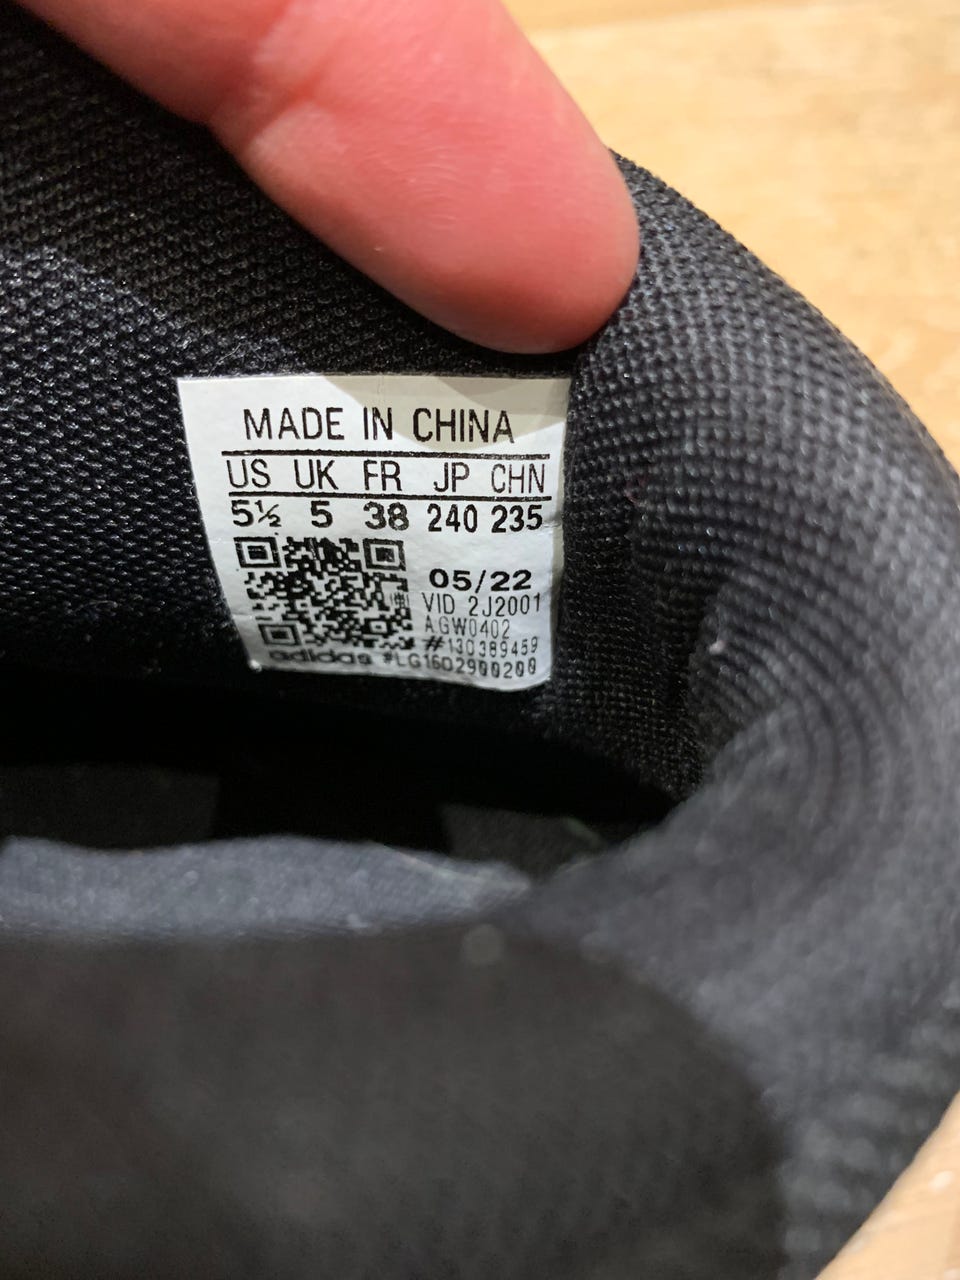 MADE IN CHINA
US UK FR JP CHN
5½ 5 38 240 235
05/22
VID 2J2001
AGW0402
#130389459
adidas #LG16D2900200